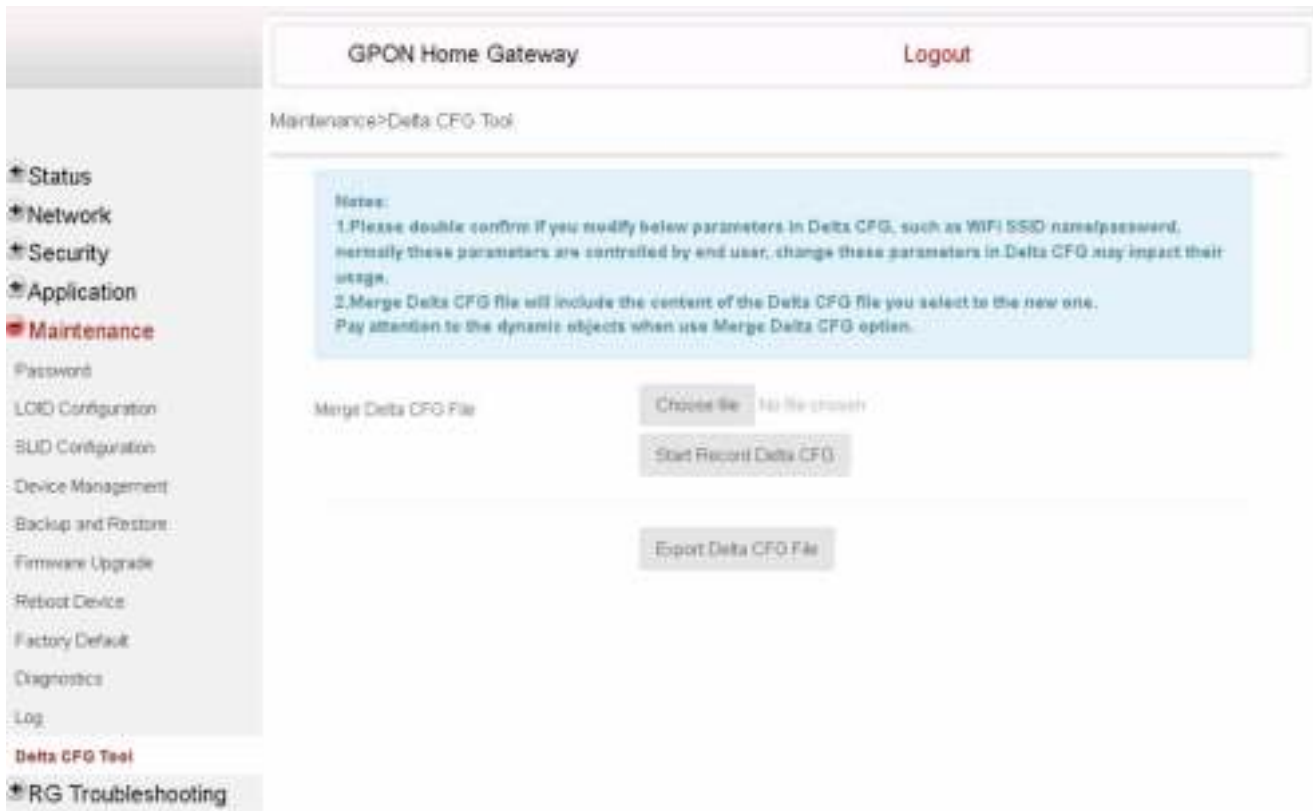 GPON Home Gateway
Logout
Maintenance>Delta CFG Tool
Status
Network
Security
Application
Maintenance
Password
LOID Configuration
SLID Configuration
Device Management
Backup and Restore
Firmware Upgrade
Reboot Device
Factory Default
Diagnostics
Log
Delta CFG Tool
RG Troubleshooting
Notes:
1.Please double confirm if you modify below parameters in Delta CFG, such as WIFI SSID name/password,
normally these parameters are controlled by end user, change these parameters in Delta CFG may impact their
usage.
2.Merge Delta CFG file will include the content of the Delta CFG file you select to the new one.
Pay attention to the dynamic objects when use Merge Delta CFG option.
Merge Delta CFG File
Choose file No file chosen
Start Record Delta CFG
Export Delta CFG File